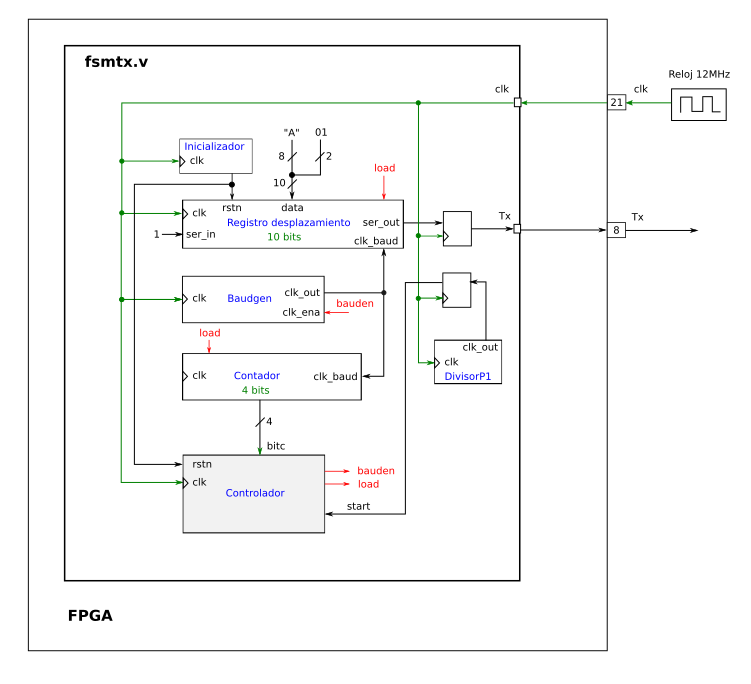 fsmtx.v
Reloj 12MHz
clk
21
clk
"A"
01
Inicializador
clk
8
2
load
10
rstn
data
clk
Registro desplazamiento
ser_out
1
ser_in
10 bits
clk_baud
Tx
8
Tx
clk
Baudgen
clk_out
bauden
clk_ena
load
clk_out
clk
DivisorP1
clk
Contador
clk_baud
4 bits
4
bitc
rstn
clk
Controlador
bauden
load
start
FPGA